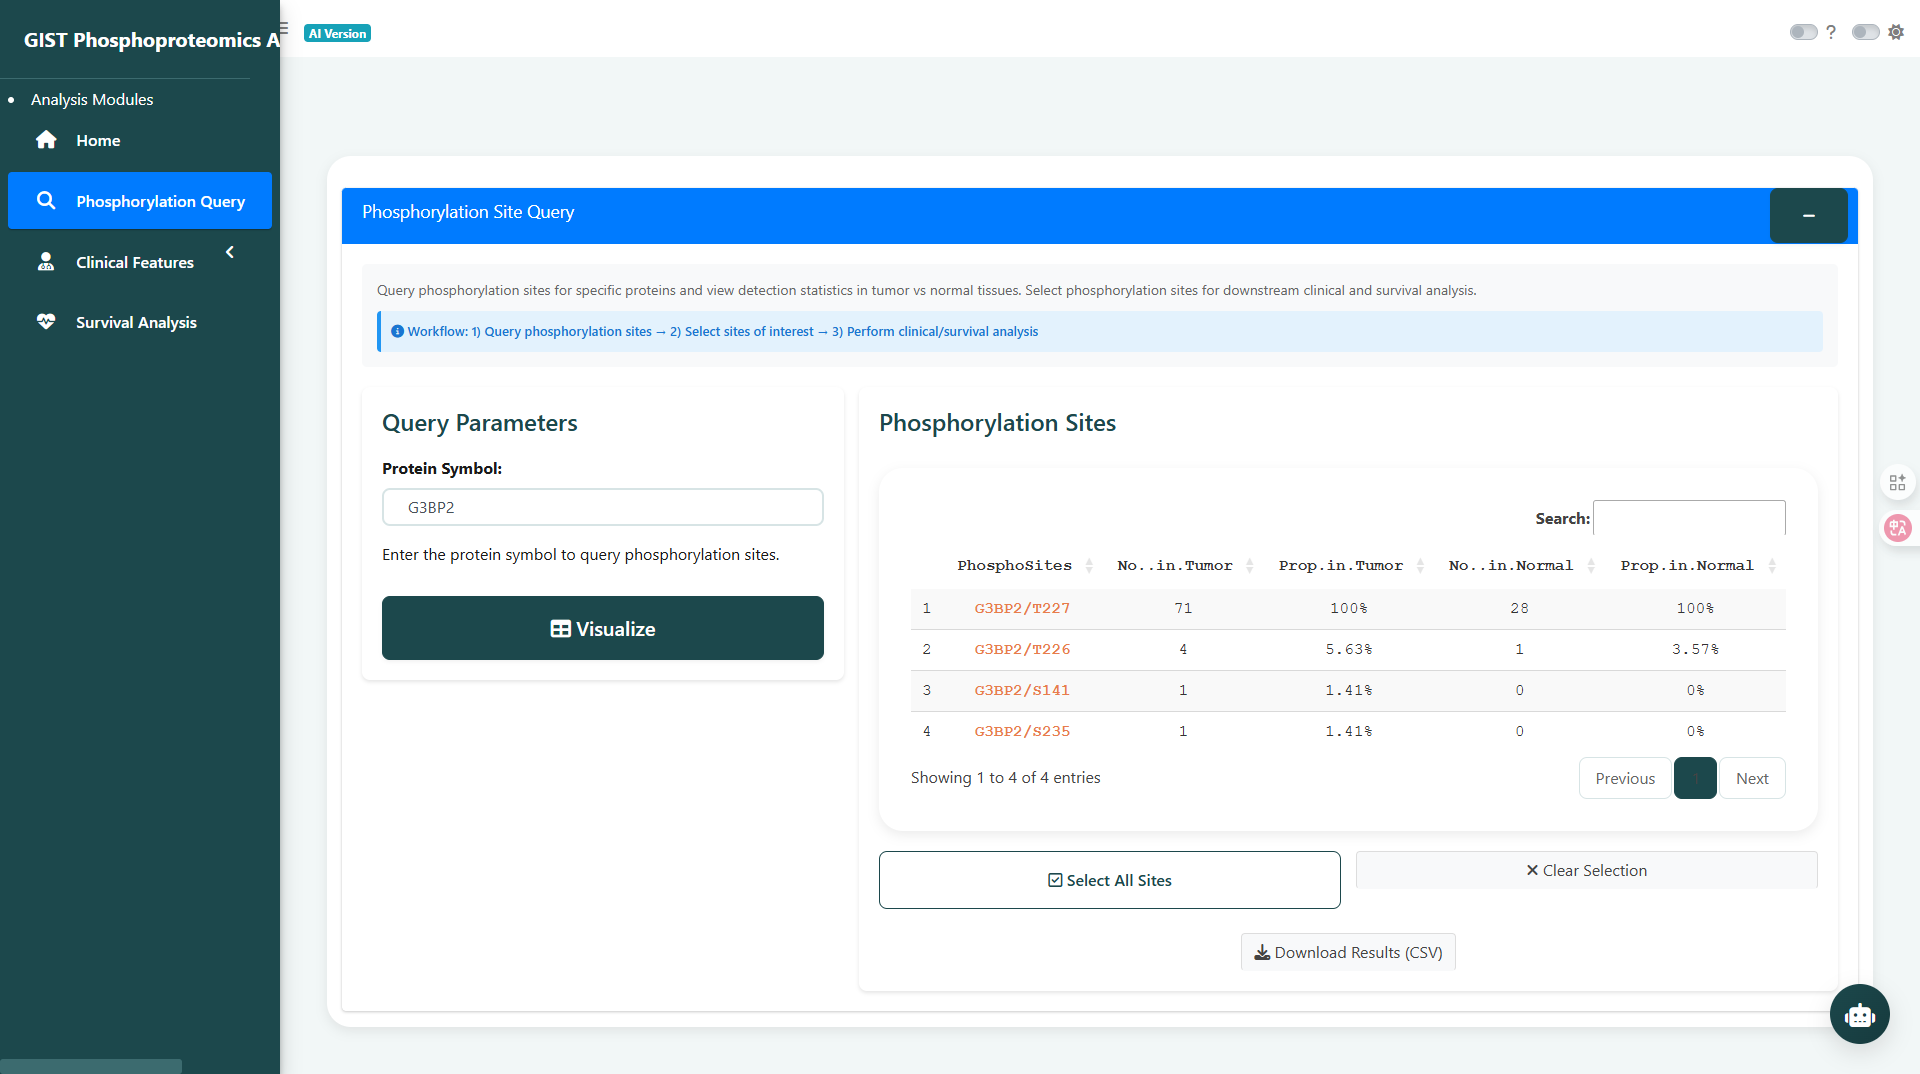 GIST Phosphoproteomics A
AI Version
?
Analysis Modules
Home
Phosphorylation Query
Clinical Features
Survival Analysis
Phosphorylation Site Query
Query phosphorylation sites for specific proteins and view detection statistics in tumor vs normal tissues. Select phosphorylation sites for downstream clinical and survival analysis.
Workflow: 1) Query phosphorylation sites → 2) Select sites of interest → 3) Perform clinical/survival analysis
Query Parameters
Protein Symbol:
G3BP2
Enter the protein symbol to query phosphorylation sites.
Visualize
Phosphorylation Sites
Search:
PhosphoSites No..in.Tumor Prop.in.Tumor No..in.Normal Prop.in.Normal
1 G3BP2/T227 71 100% 28 100%
2 G3BP2/T226 4 5.63% 1 3.57%
3 G3BP2/S141 1 1.41% 0 0%
4 G3BP2/S235 1 1.41% 0 0%
Showing 1 to 4 of 4 entries
Previous 1 Next
Select All Sites
Clear Selection
Download Results (CSV)
中A